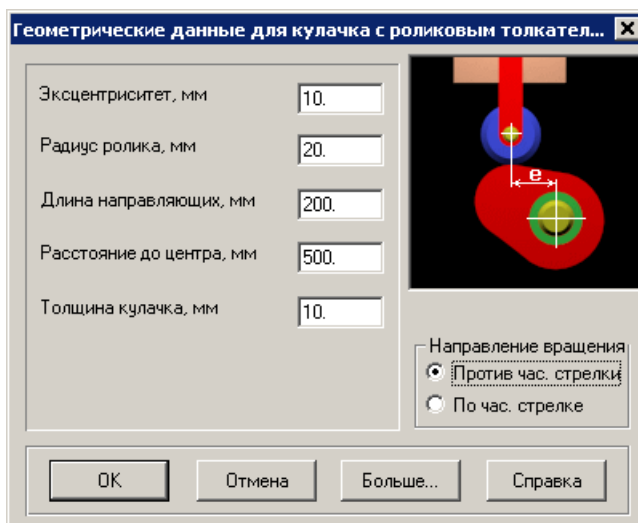 Геометрические данные для кулачка с роликовым толкател...
Эксцентриситет, мм 10.
Радиус ролика, мм 20.
Длина направляющих, мм 200.
Расстояние до центра, мм 500.
Толщина кулачка, мм 10.
e
Направление вращения
Против час. стрелки
По час. стрелке
OK Отмена Больше... Справка